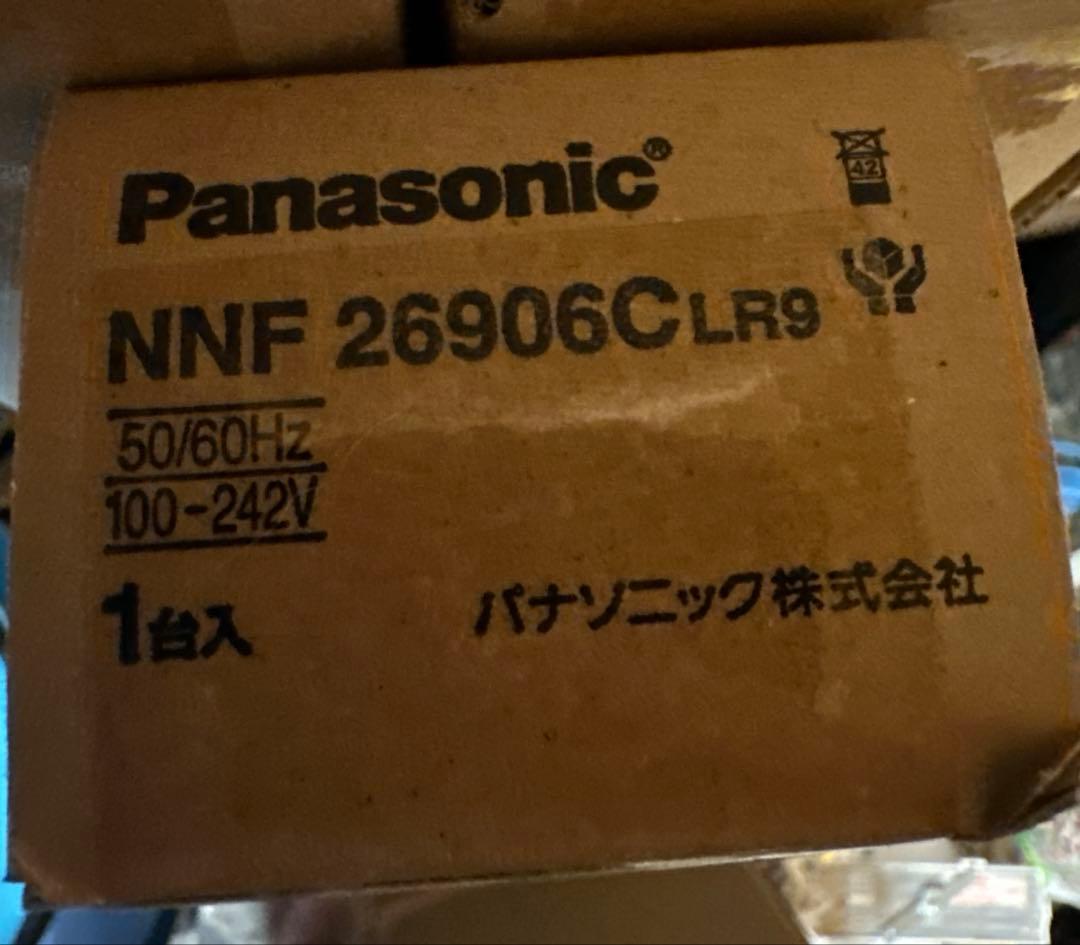 Panasonic®
42
NNF 26906C LR9
50/60Hz
100-242V
1台入
パナソニック株式会社